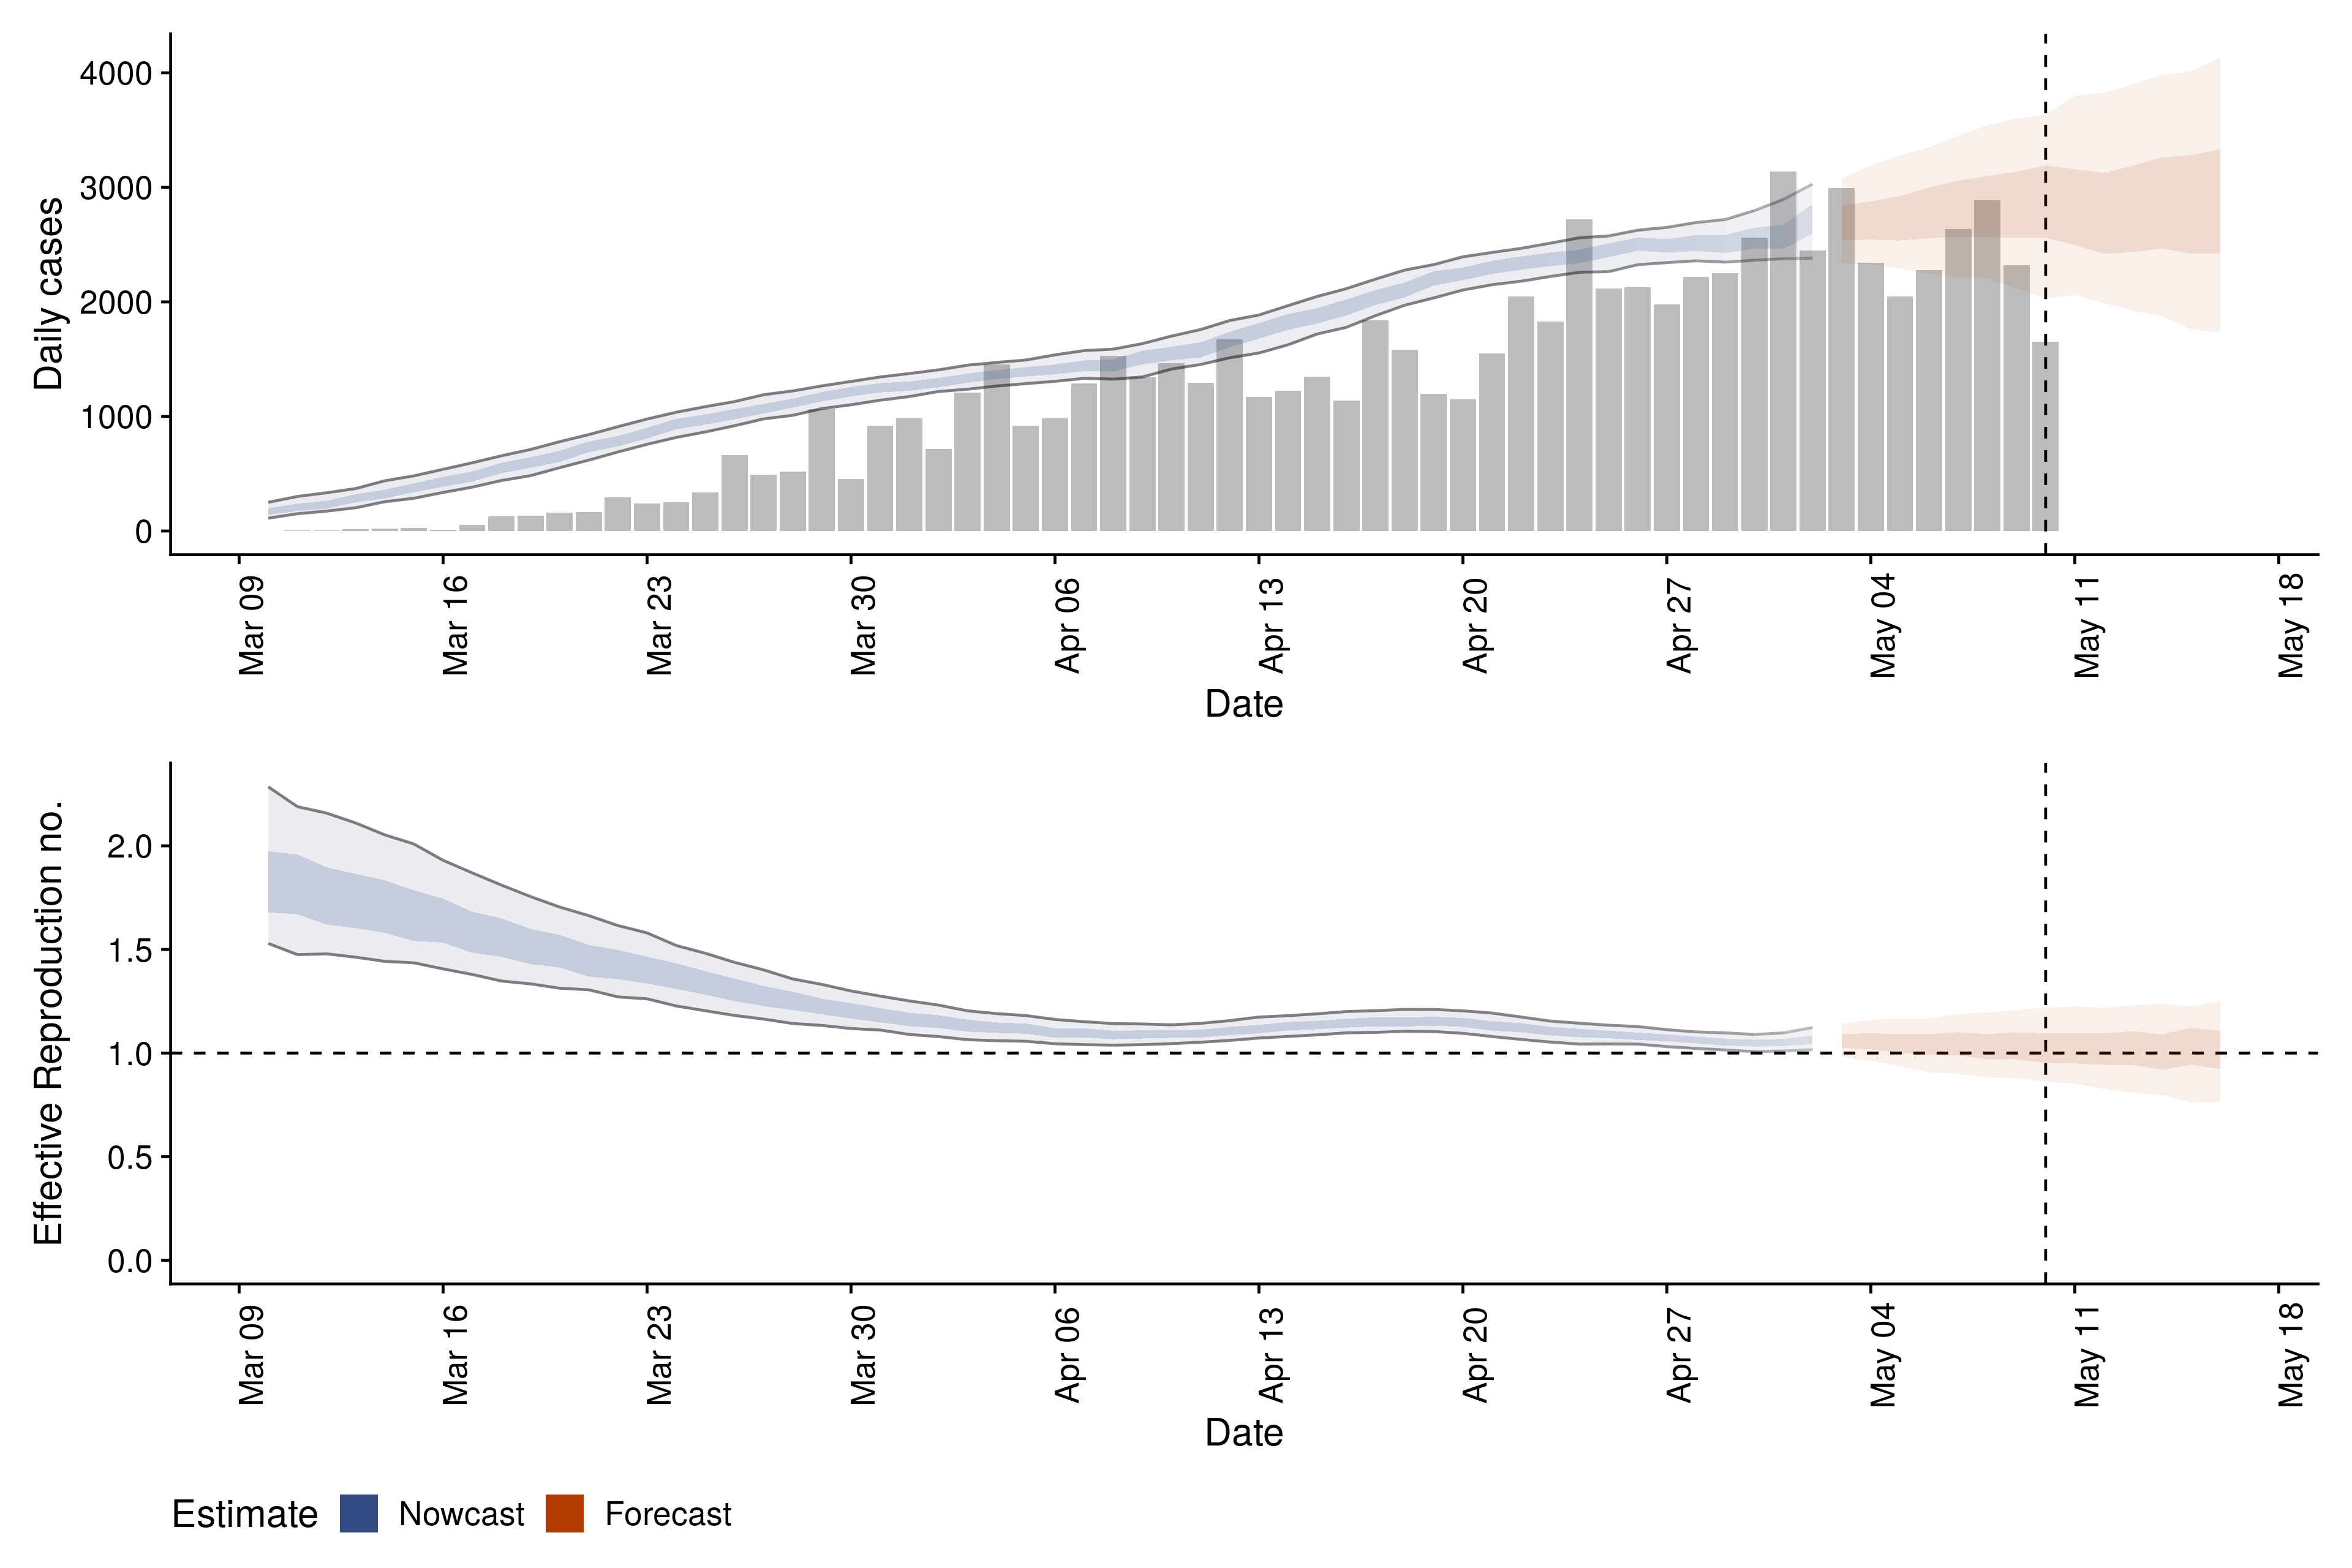 Daily cases
4000
3000
2000
1000
0
Mar 09
Mar 16
Mar 23
Mar 30
Apr 06
Apr 13
Apr 20
Apr 27
May 04
May 11
May 18
Date
Effective Reproduction no.
2.0
1.5
1.0
0.5
0.0
Mar 09
Mar 16
Mar 23
Mar 30
Apr 06
Apr 13
Apr 20
Apr 27
May 04
May 11
May 18
Date
Estimate Nowcast Forecast